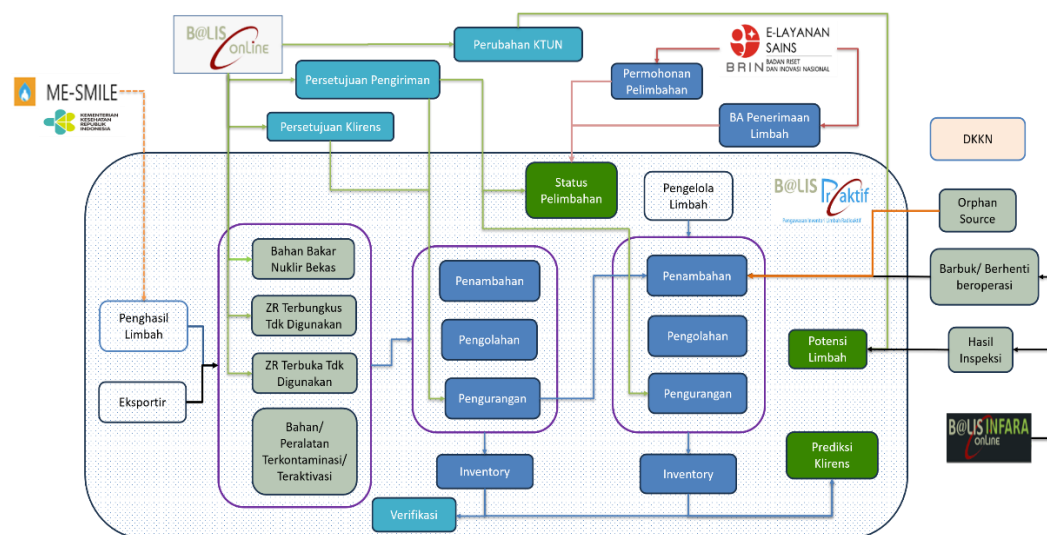 B@LIS
OnLine
Perubahan KTUN
E-LAYANAN
SAINS
BRIN
BADAN RISET
DAN INOVASI NASIONAL
Persetujuan Pengiriman
Permohonan
Pelimbahan
ME-SMILE
KEMENTERIAN
KESEHATAN
REPUBLIK
INDONESIA
Persetujuan Klirens
BA Penerimaan
Limbah
DKKN
Status
Pelimbahan
Pengelola
Limbah
B@LIS
PrOaktif
Orphan
Source
Bahan Bakar
Nuklir Bekas
Penambahan
Penambahan
Barbuk/ Berhenti
beroperasi
Penghasil
Limbah
ZR Terbungkus
Tdk Digunakan
Pengolahan
Pengolahan
Potensi
Limbah
Hasil
Inspeksi
ZR Terbuka Tdk
Digunakan
Eksportir
Pengurangan
Pengurangan
Bahan/
Peralatan
Terkontaminasi/
Teraktivasi
B@LIS INFARA
OnLine
Prediksi
Klirens
Inventory
Inventory
Verifikasi